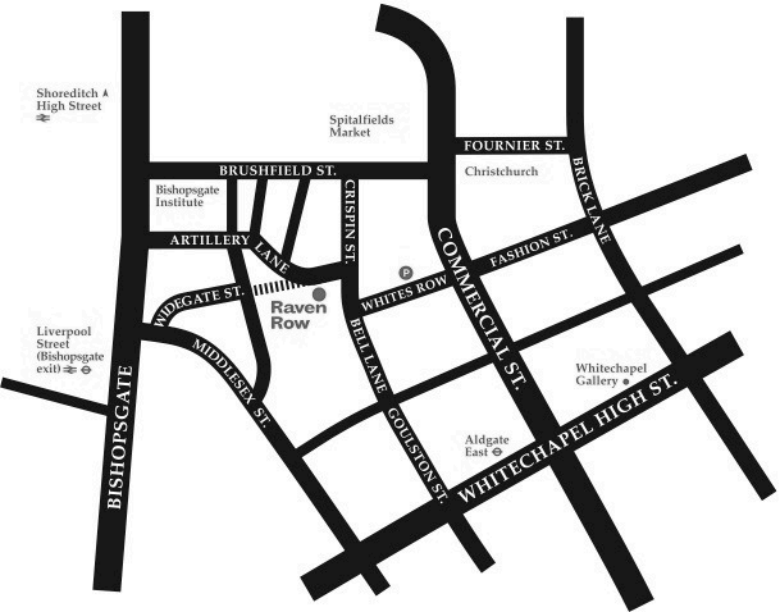 Shoreditch
High Street
Spitalfields
Market
FOURNIER ST.
BRUSHFIELD ST.
Christchurch
Bishopsgate
Institute
CRISPIN ST.
BRICK LANE
ARTILLERY
LANE
COMMERCIAL ST.
FASHION ST.
P
WHITES ROW
WIDEGATE ST.
Raven
Row
Liverpool
Street
(Bishopsgate
exit)
MIDDLESEX ST.
BELL LANE
Whitechapel
Gallery
BISHOPSGATE
GOULSTON ST.
Aldgate
East
WHITECHAPEL HIGH ST.